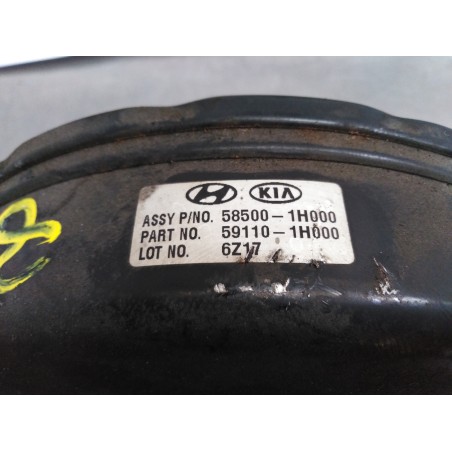 KIA
ASSY P/NO. 58500-1H000
PART NO. 59110-1H000
LOT NO. 6Z17